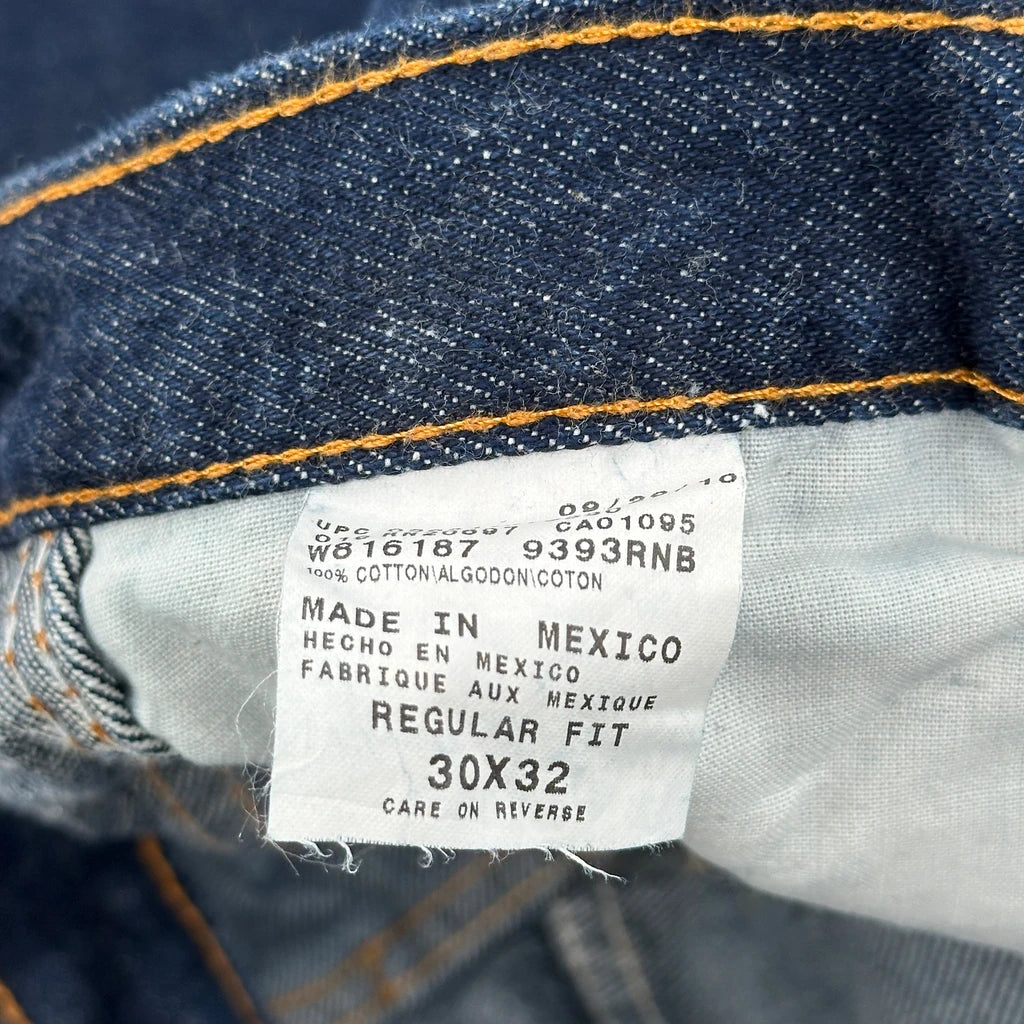 UPC
CA01095
W816187 9393RNB
100% COTTON\ALGODON\COTON
MADE IN MEXICO
HECHO EN MEXICO
FABRIQUE AUX MEXIQUE
REGULAR FIT
30X32
CARE ON REVERSE